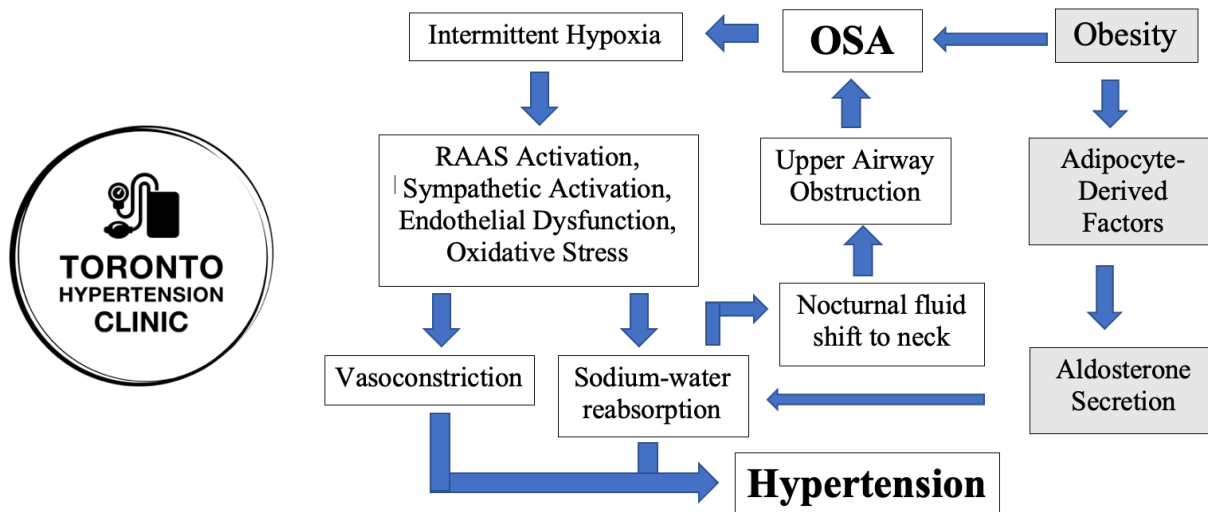 Intermittent Hypoxia
OSA
Obesity
RAAS Activation,
Sympathetic Activation,
Endothelial Dysfunction,
Oxidative Stress
Upper Airway
Obstruction
Adipocyte-
Derived
Factors
TORONTO
HYPERTENSION
CLINIC
Nocturnal fluid
shift to neck
Vasoconstriction
Sodium-water
reabsorption
Aldosterone
Secretion
Hypertension